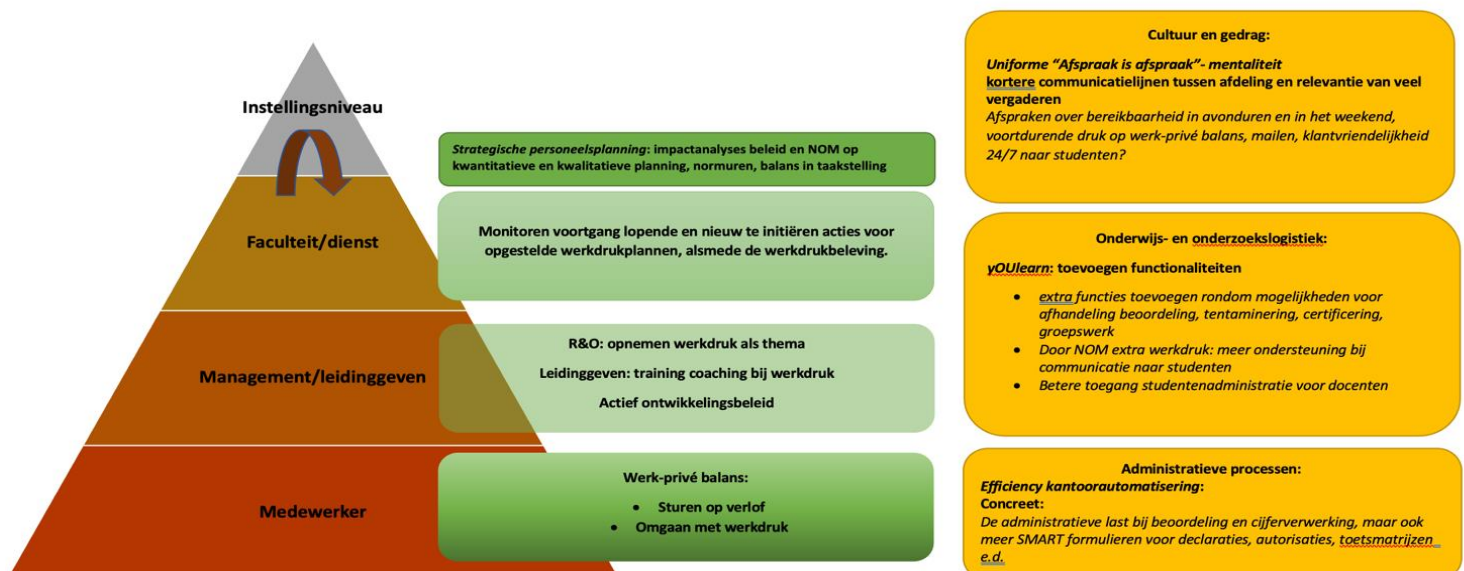 Instellingsniveau
Faculteit/dienst
Management/leidinggeven
Medewerker
Strategische personeelsplanning: impactanalyses beleid en NOM op
kwantitatieve en kwalitatieve planning, normuren, balans in taakstelling
Monitoren voortgang lopende en nieuw te initiëren acties voor
opgestelde werkdrukplannen, alsmede de werkdrukbeleving.
R&O: opnemen werkdruk als thema
Leidinggeven: training coaching bij werkdruk
Actief ontwikkelingsbeleid
Werk-privé balans:
• Sturen op verlof
• Omgaan met werkdruk
Cultuur en gedrag:
Uniforme “Afspraak is afspraak”- mentaliteit
kortere communicatielijnen tussen afdeling en relevantie van veel
vergaderen
Afspraken over bereikbaarheid in avonduren en in het weekend,
voortdurende druk op werk-privé balans, mailen, klantvriendelijkheid
24/7 naar studenten?
Onderwijs- en onderzoekslogistiek:
yOUlearn: toevoegen functionaliteiten
• extra functies toevoegen rondom mogelijkheden voor
afhandeling beoordeling, tentaminering, certificering,
groepswerk
• Door NOM extra werkdruk: meer ondersteuning bij
communicatie naar studenten
• Betere toegang studentenadministratie voor docenten
Administratieve processen:
Efficiency kantoorautomatisering:
Concreet:
De administratieve last bij beoordeling en cijferverwerking, maar ook
meer SMART formulieren voor declaraties, autorisaties, toetsmatrijzen
e.d.